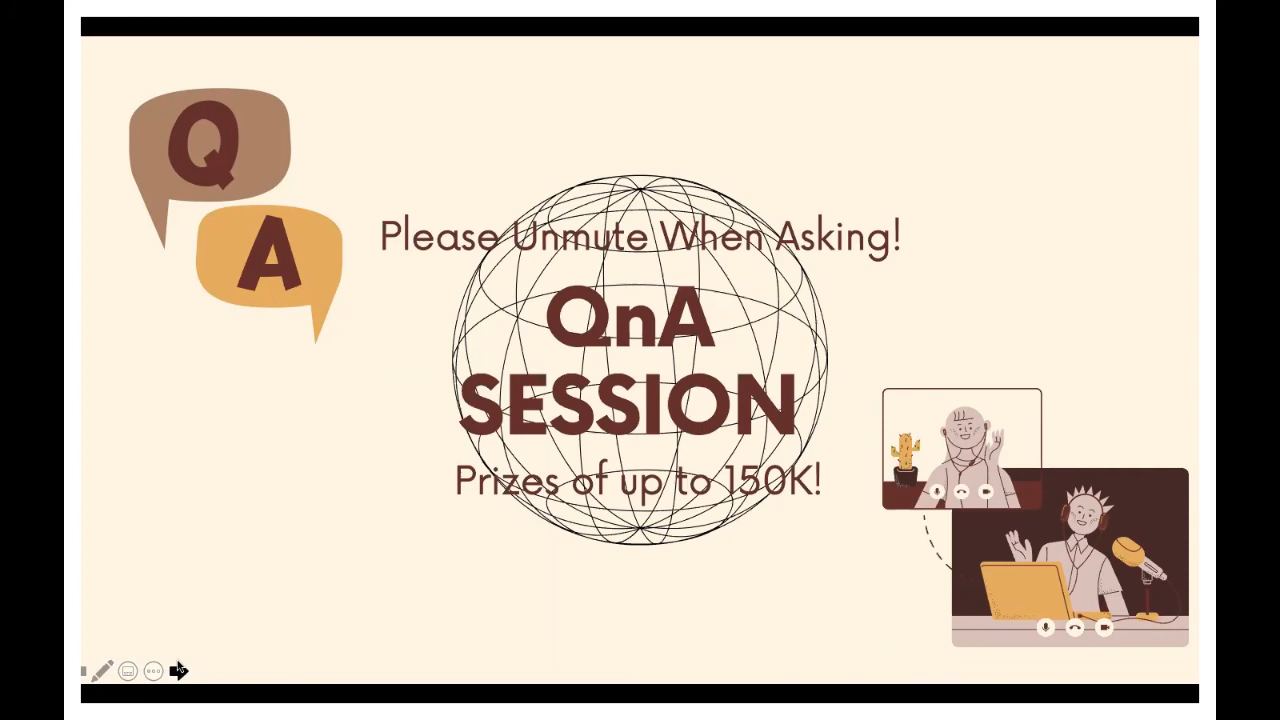 Q
A
Please Unmute When Asking!
QnA
SESSION
Prizes of up to 150K!